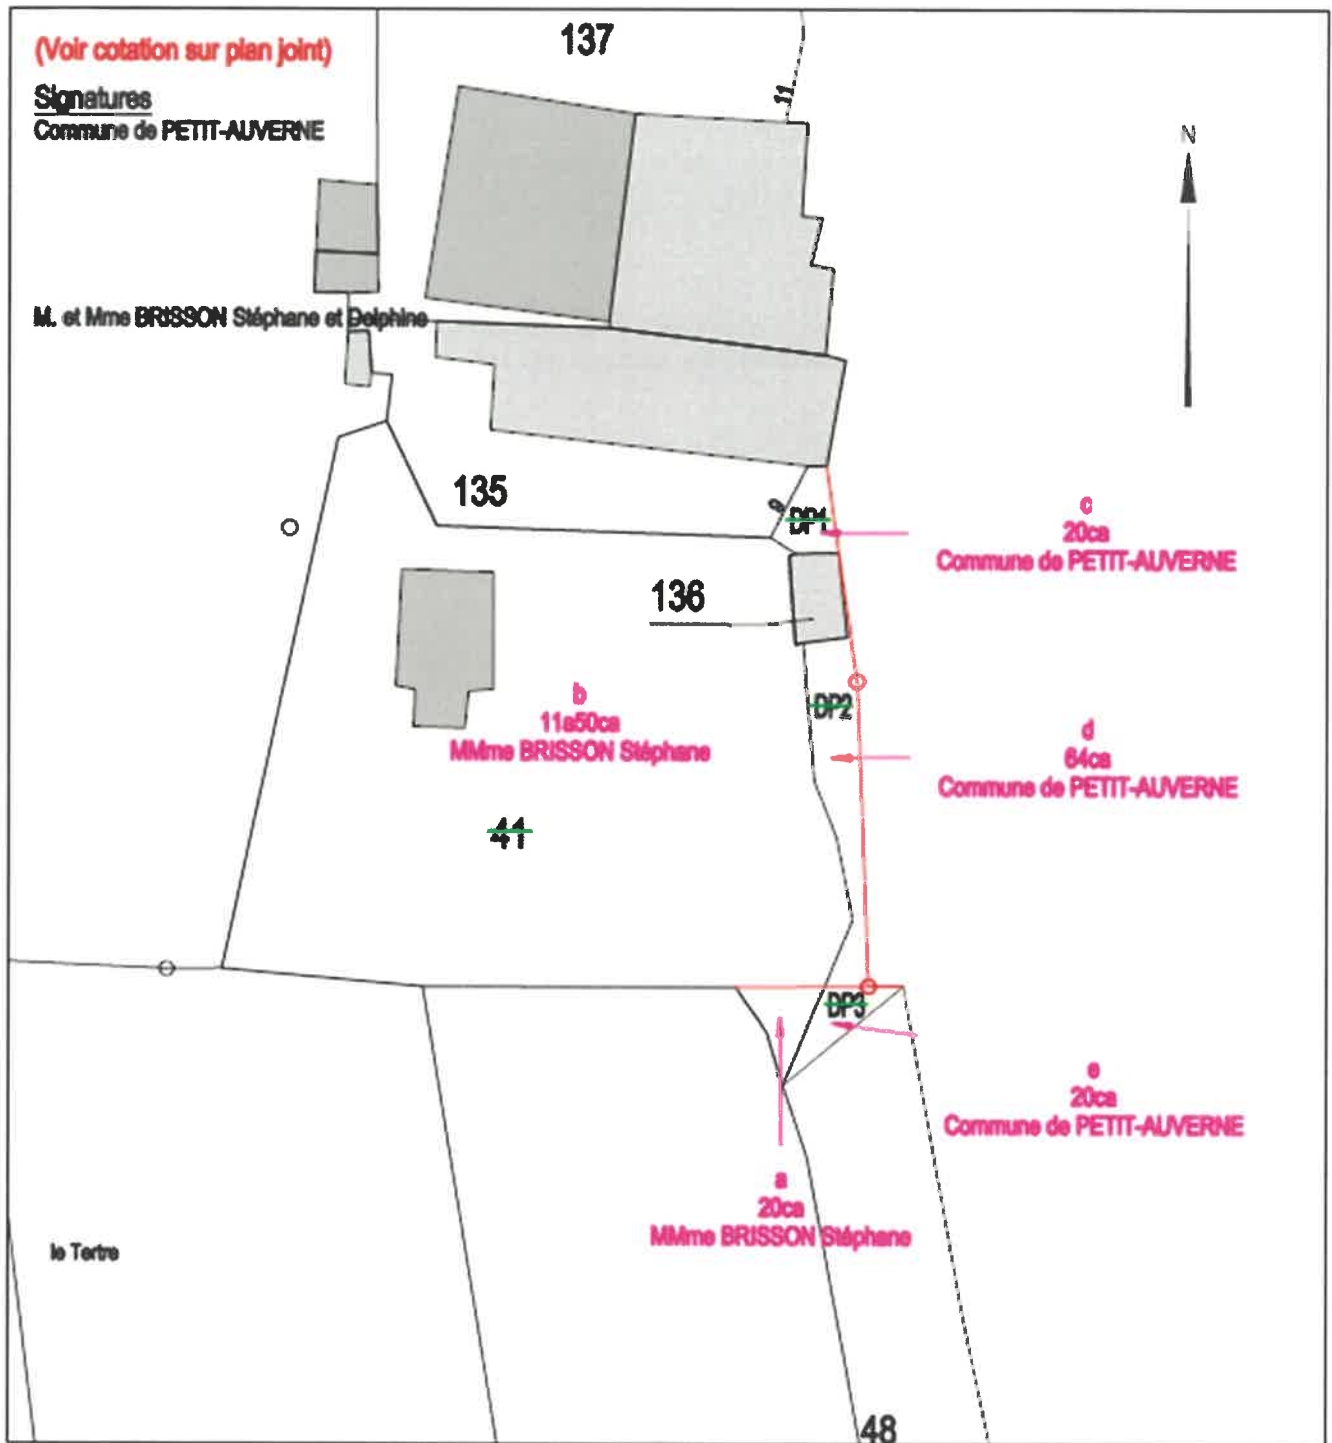 (Voir cotation sur plan joint)
137
Signatures
Commune de PETIT-AUVERNE
11
N
M. et Mme BRISSON Stéphane et Delphine
135
9
DP1
c
20ca
Commune de PETIT-AUVERNE
136
b
11a50ca
MMme BRISSON Stéphane
DP2
d
64ca
Commune de PETIT-AUVERNE
41
DP3
e
20ca
Commune de PETIT-AUVERNE
a
20ca
MMme BRISSON Stéphane
le Tertre
48